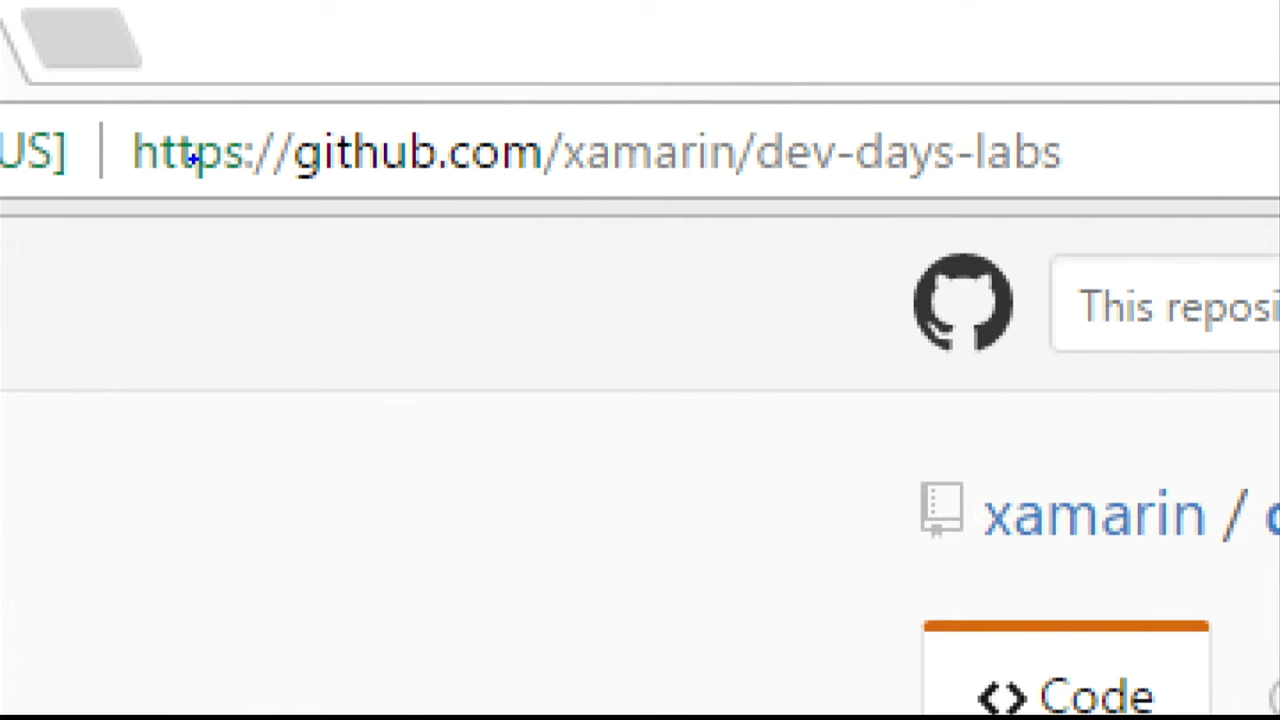 US] | https://github.com/xamarin/dev-days-labs
This reposi
xamarin /
<> Code